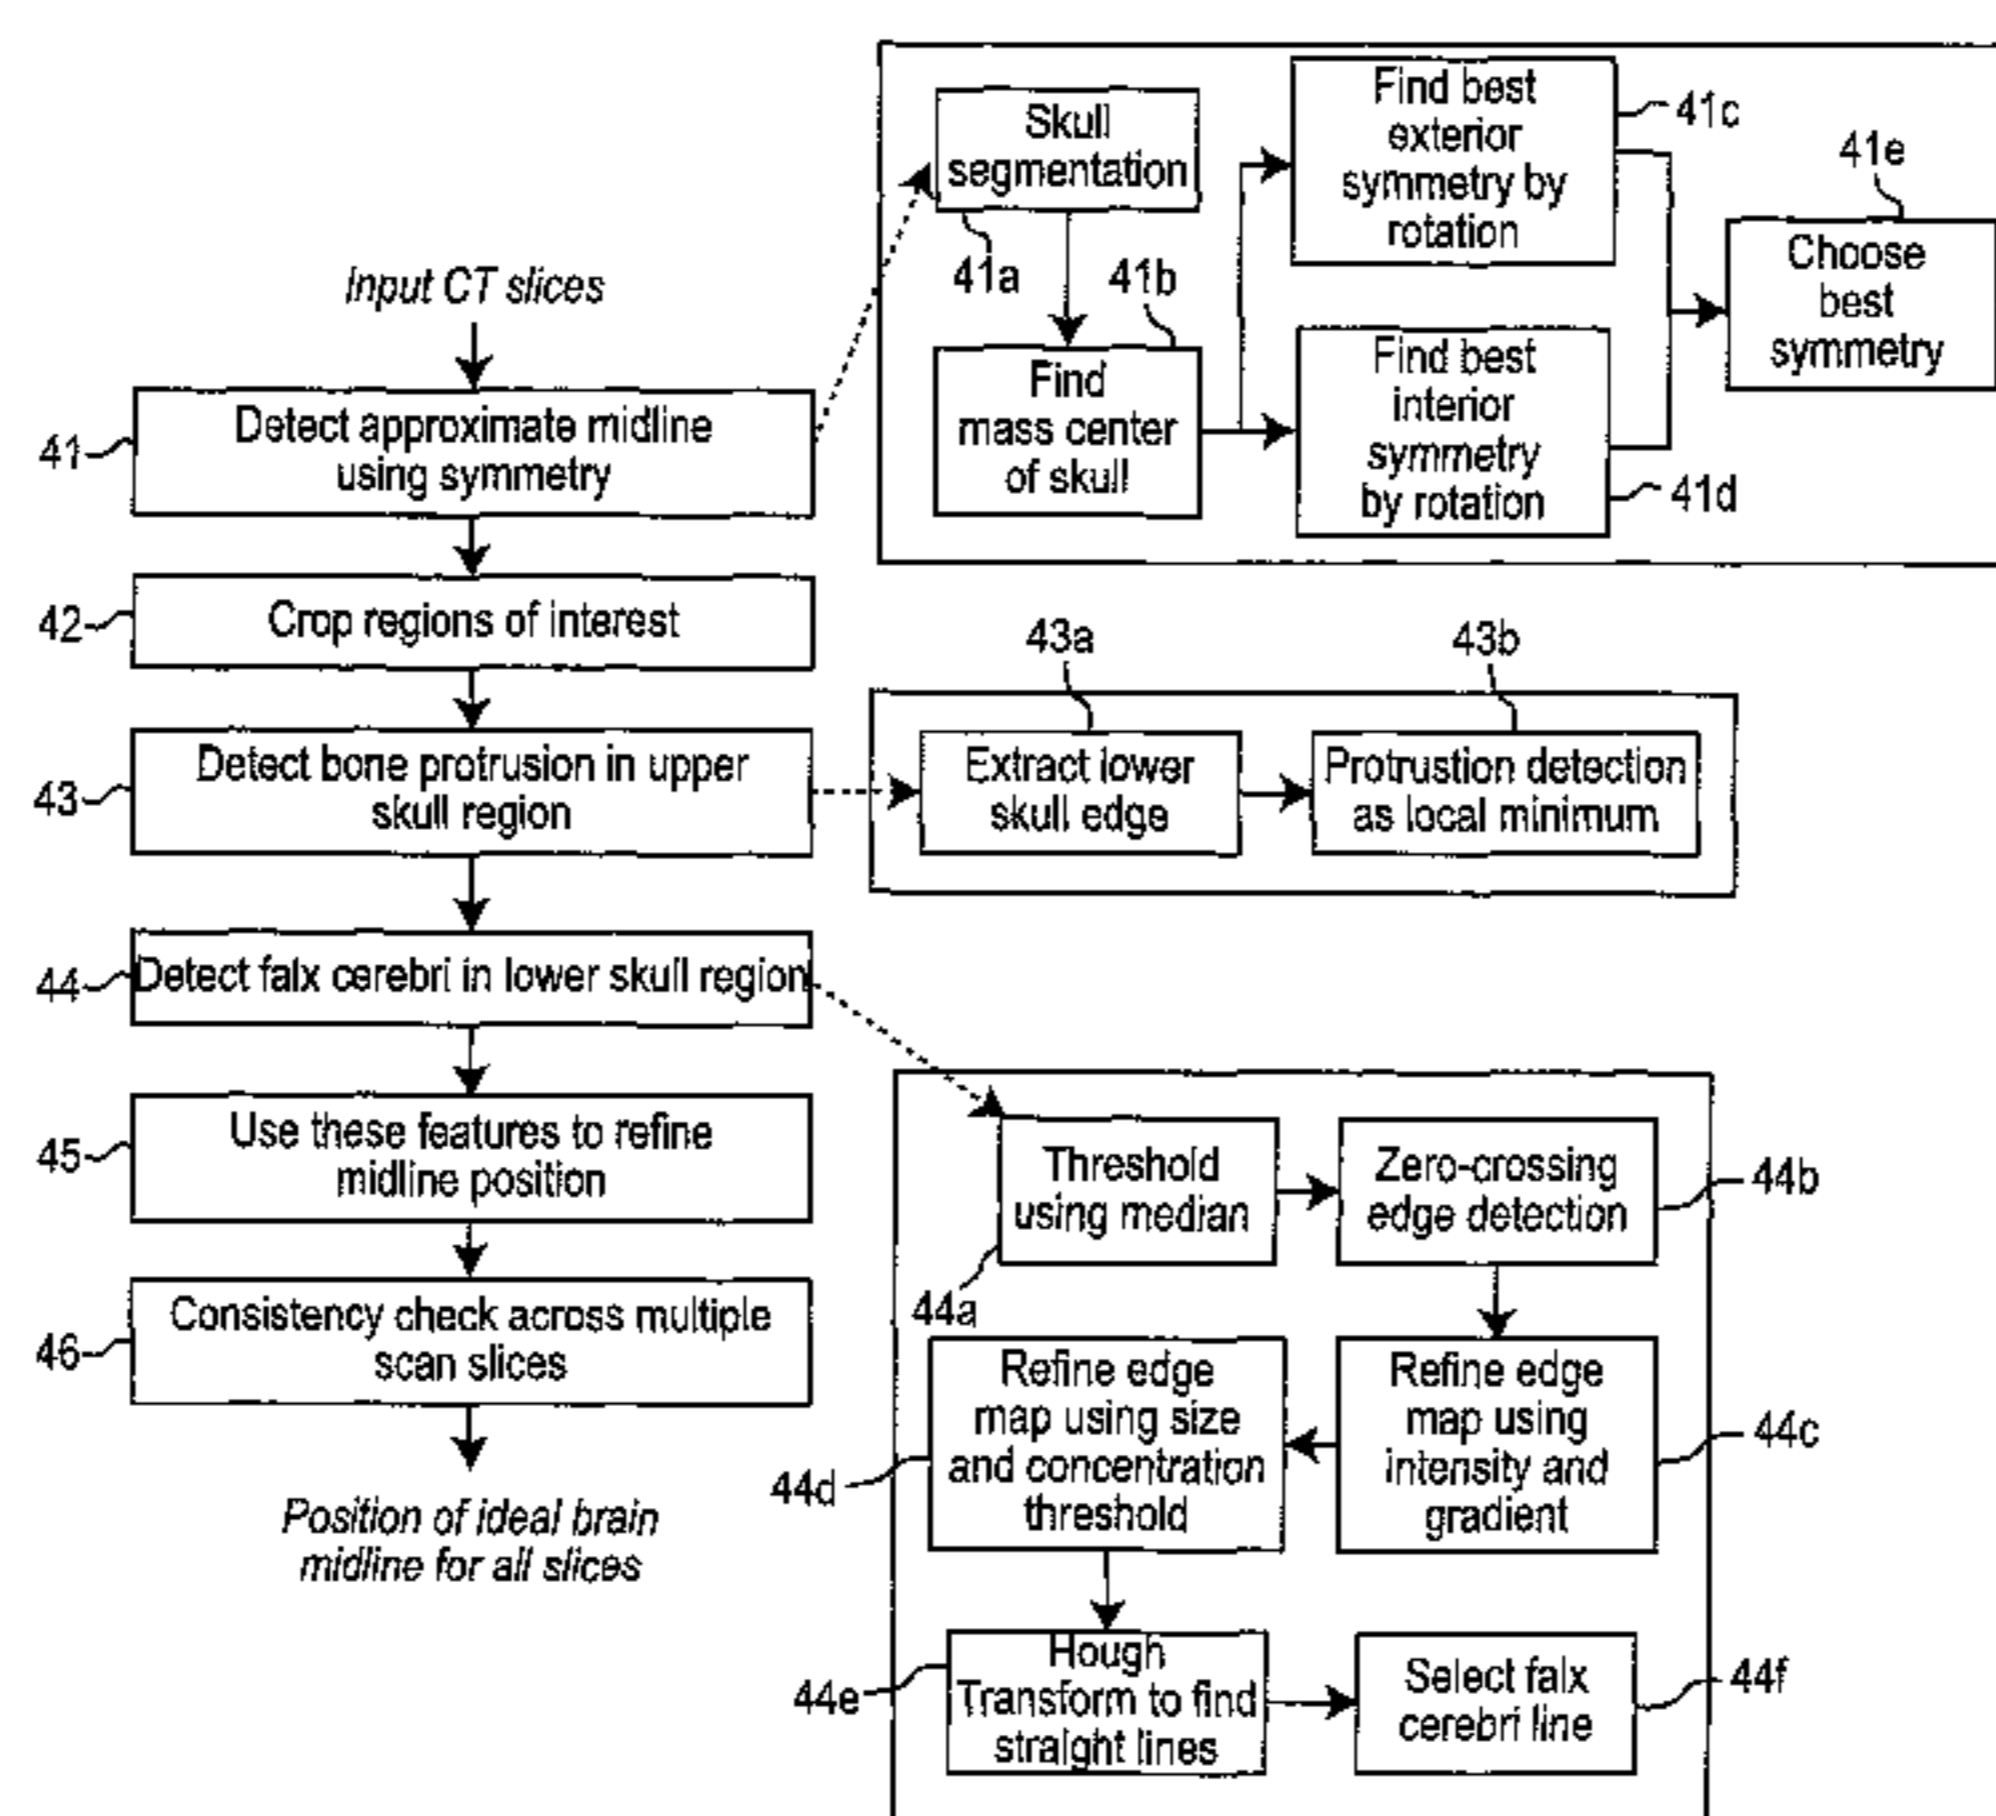 Input CT slices
41
Detect approximate midline
using symmetry
42
Crop regions of interest
43
Detect bone protrusion in upper
skull region
44
Detect falx cerebri in lower skull region
45
Use these features to refine
midline position
46
Consistency check across multiple
scan slices
Position of ideal brain
midline for all slices
Skull
segmentation
41a
41b
Find
mass center
of skull
Find best
exterior
symmetry by
rotation
41c
Find best
interior
symmetry
by rotation
41d
41e
Choose
best
symmetry
43a
Extract lower
skull edge
43b
Protrustion detection
as local minimum
Threshold
using median
44a
Zero-crossing
edge detection
44b
Refine edge
map using
intensity and
gradient
44c
Refine edge
map using size
and concentration
threshold
44d
Hough
Transform to find
straight lines
44e
Select falx
cerebri line
44f